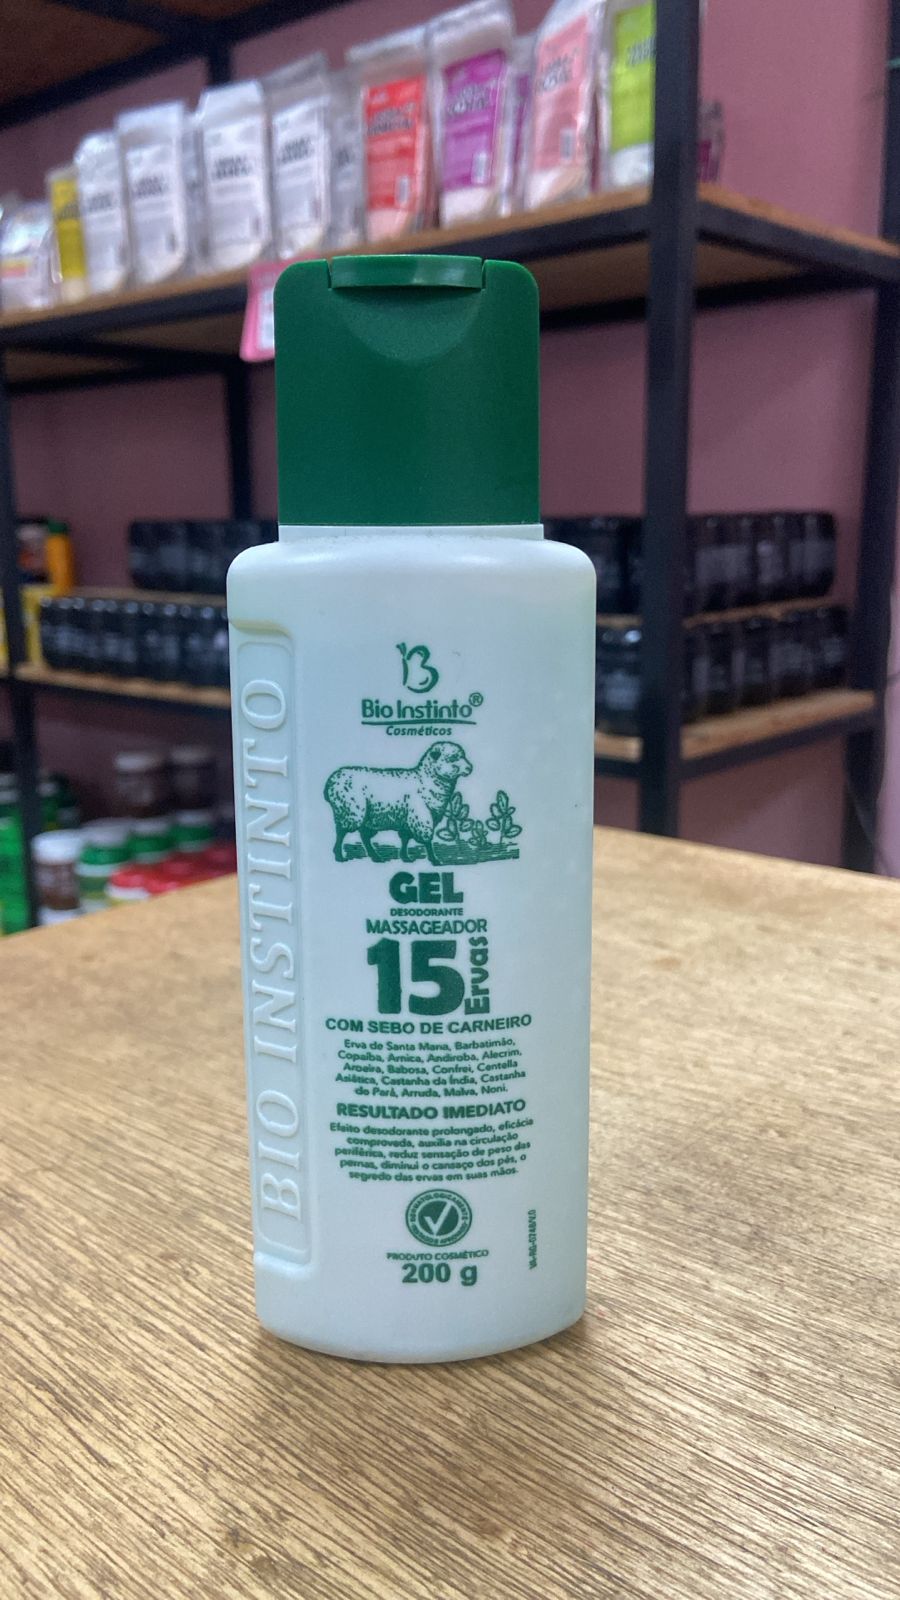 Bio Instinto®
Cosméticos
BIO INSTINTO
GEL
DESODORANTE
MASSAGEADOR
15 Ervas
COM SEBO DE CARNEIRO
Erva de Santa Maria, Barbatimão,
Copaíba, Arnica, Andiroba, Alecrim,
Aroeira, Babosa, Confrei, Centella
Asiática, Castanha da Índia, Castanha
do Pará, Arruda, Malva, Noni.
RESULTADO IMEDIATO
Efeito desodorante prolongado, eficácia
comprovada, auxilia na circulação
periférica, reduz sensação de peso das
pernas, diminui o cansaço dos pés, o
segredo das ervas em suas mãos.
DERMATOLOGICAMENTE
PRODUTO COSMÉTICO
200 g